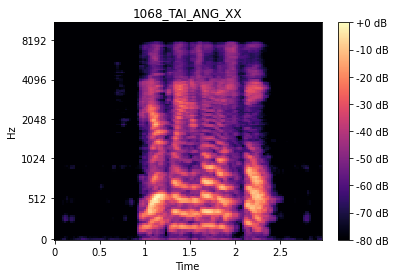 1068_TAI_ANG_XX
+0 dB
8192
-10 dB
4096
-20 dB
-30 dB
2048
Hz
-40 dB
1024
-50 dB
512
-60 dB
-70 dB
0
-80 dB
0 0.5 1 1.5 2 2.5
Time